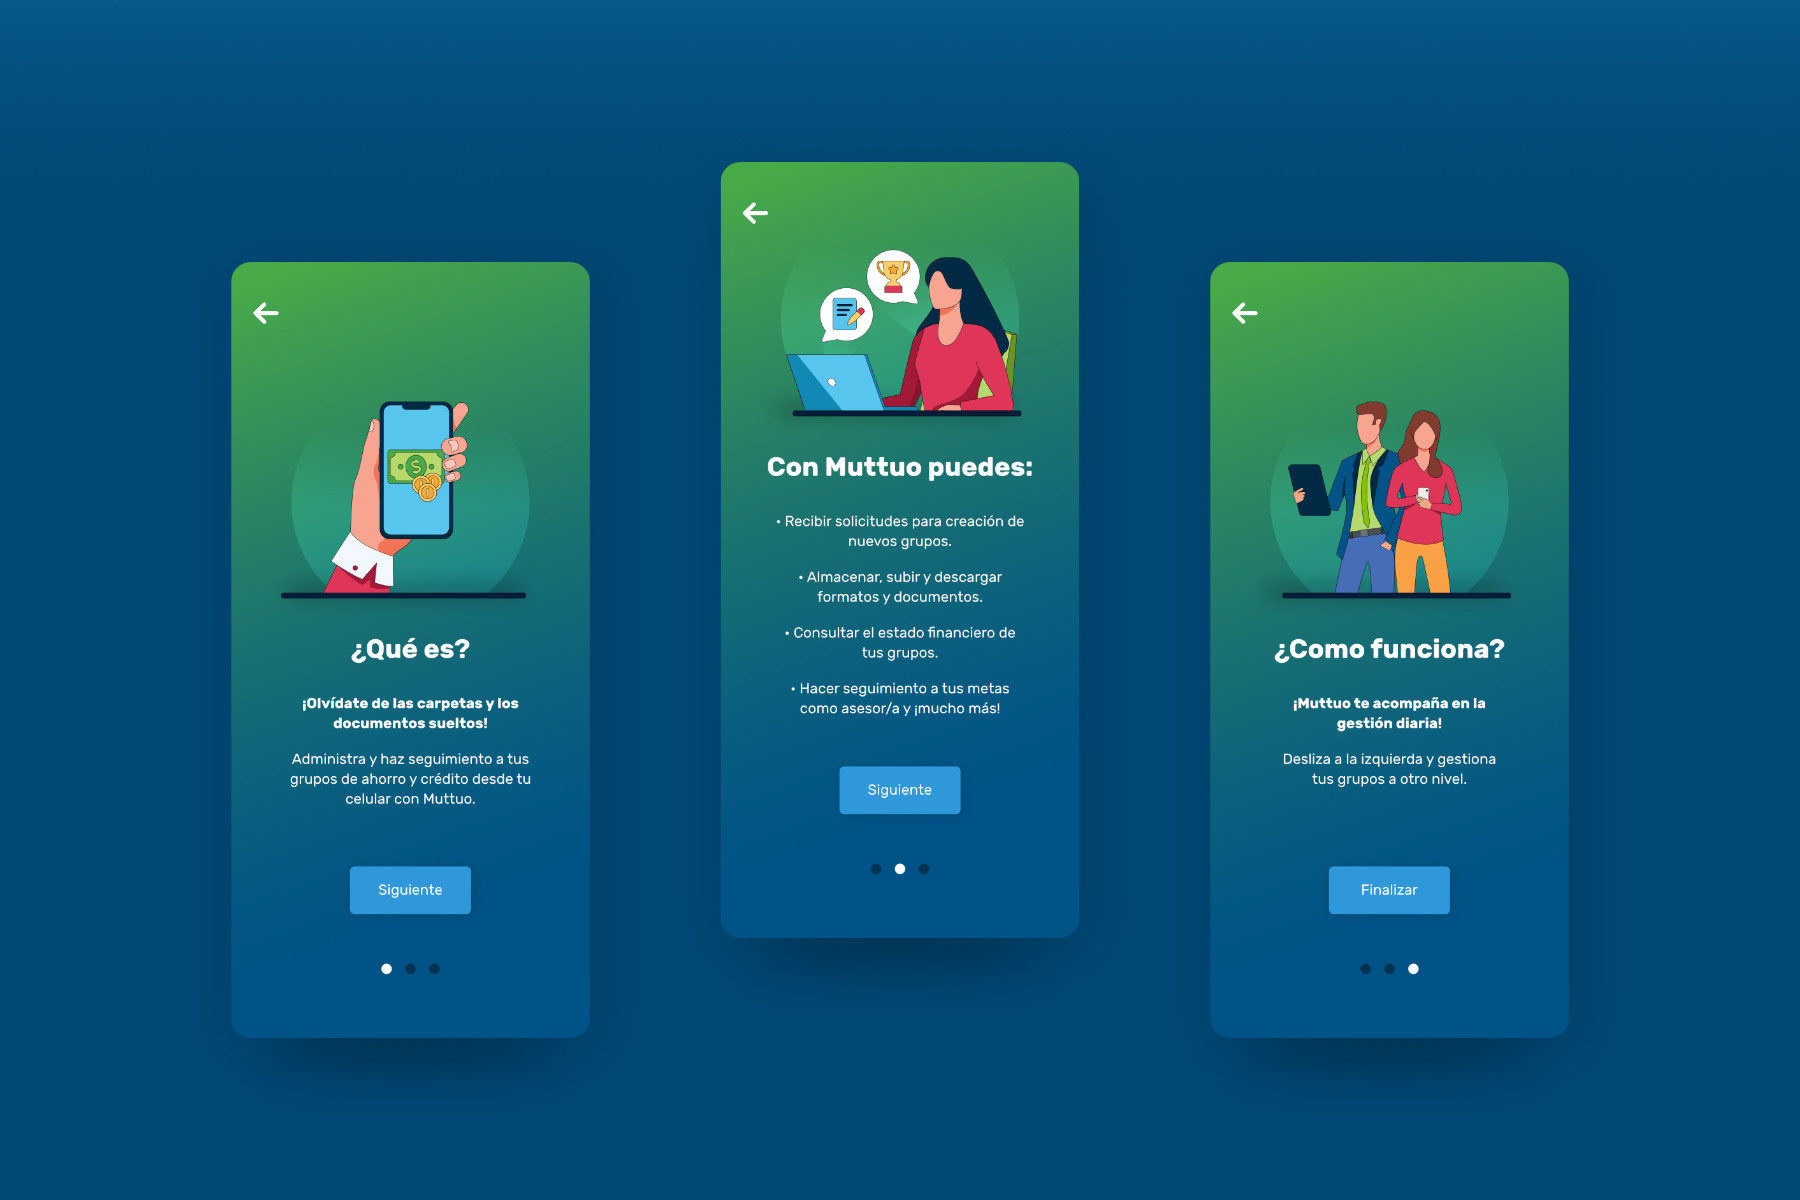 ¿Qué es?
¡Olvídate de las carpetas y los
documentos sueltos!
Administra y haz seguimiento a tus
grupos de ahorro y crédito desde tu
celular con Muttuo.
Siguiente
Con Muttuo puedes:
• Recibir solicitudes para creación de
nuevos grupos.
• Almacenar, subir y descargar
formatos y documentos.
• Consultar el estado financiero de
tus grupos.
• Hacer seguimiento a tus metas
como asesor/a y ¡mucho más!
Siguiente
¿Como funciona?
¡Muttuo te acompaña en la
gestión diaria!
Desliza a la izquierda y gestiona
tus grupos a otro nivel.
Finalizar